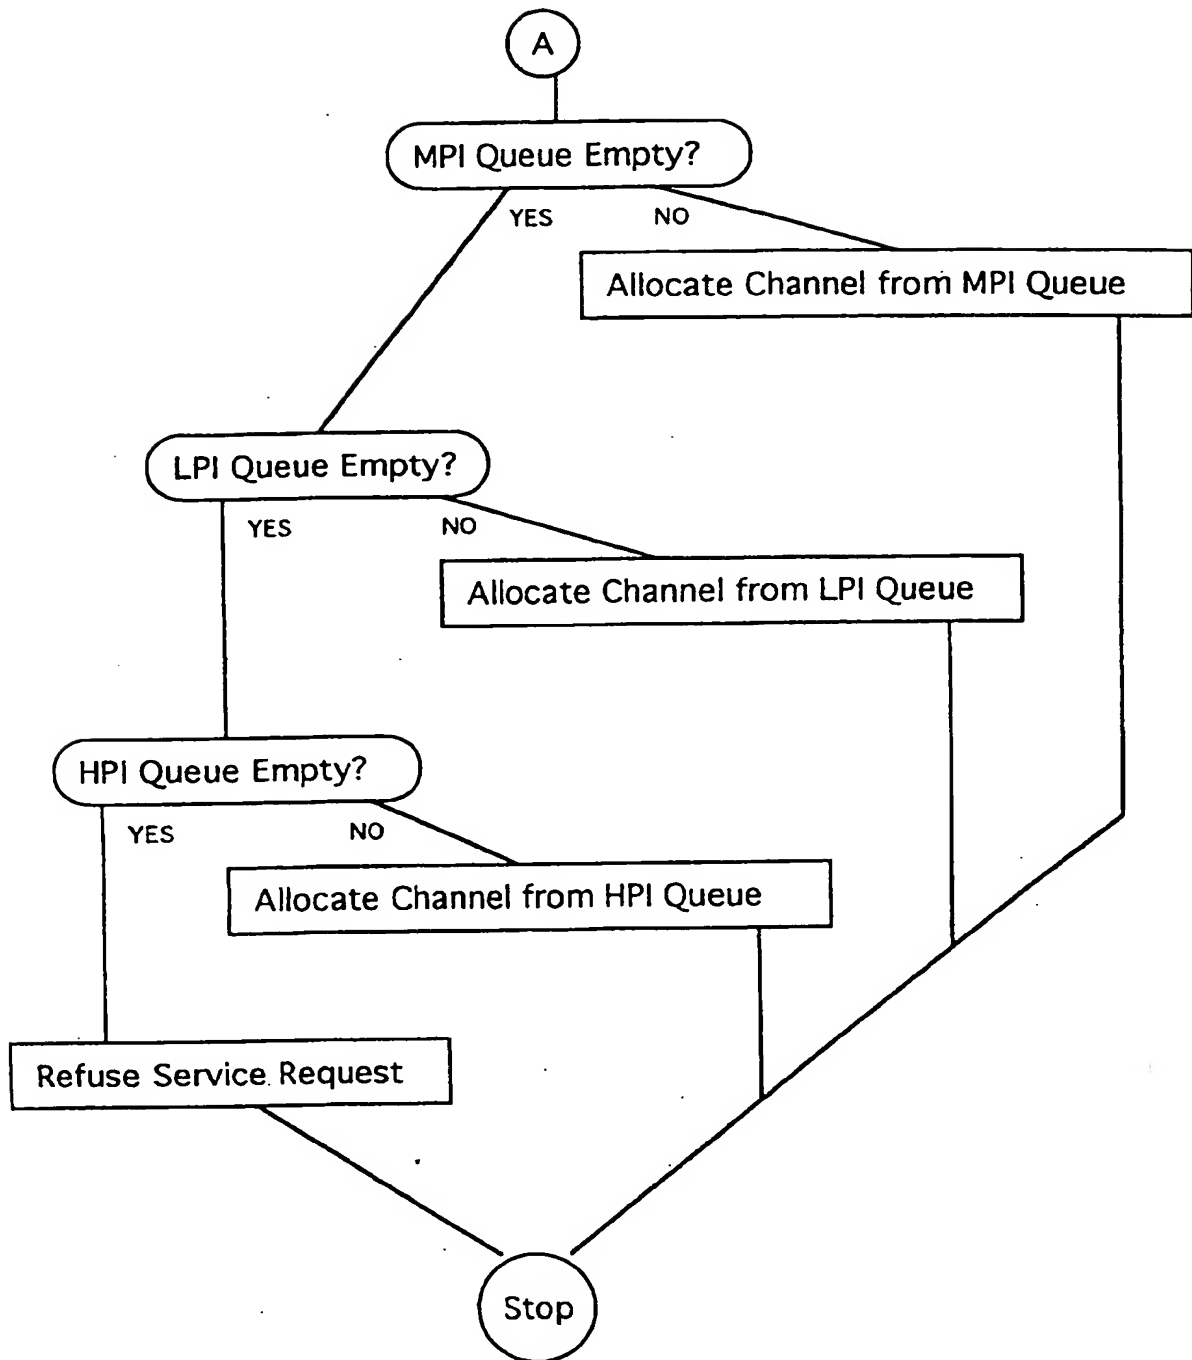 A
MPI Queue Empty?
YES NO
Allocate Channel from MPI Queue
LPI Queue Empty?
YES NO
Allocate Channel from LPI Queue
HPI Queue Empty?
YES NO
Allocate Channel from HPI Queue
Refuse Service Request
Stop